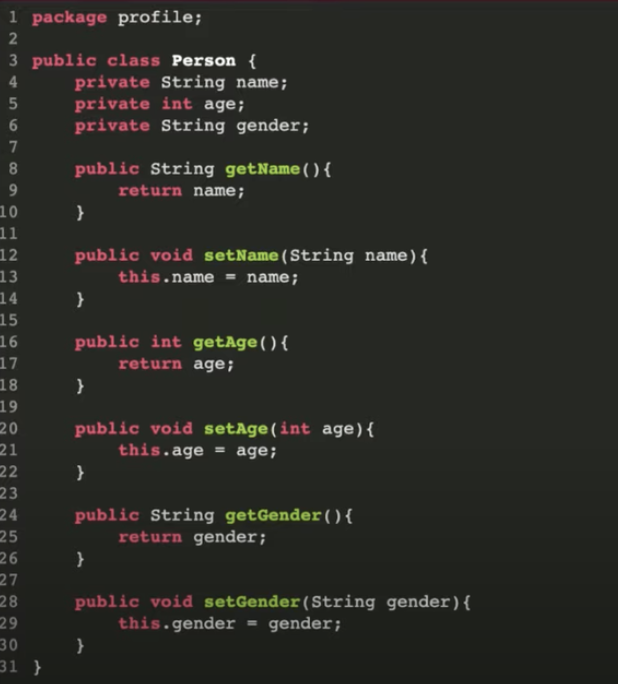 1 package profile;
2
3 public class Person {
4     private String name;
5     private int age;
6     private String gender;
7
8     public String getName(){
9         return name;
10     }
11
12     public void setName(String name){
13         this.name = name;
14     }
15
16     public int getAge(){
17         return age;
18     }
19
20     public void setAge(int age){
21         this.age = age;
22     }
23
24     public String getGender(){
25         return gender;
26     }
27
28     public void setGender(String gender){
29         this.gender = gender;
30     }
31 }